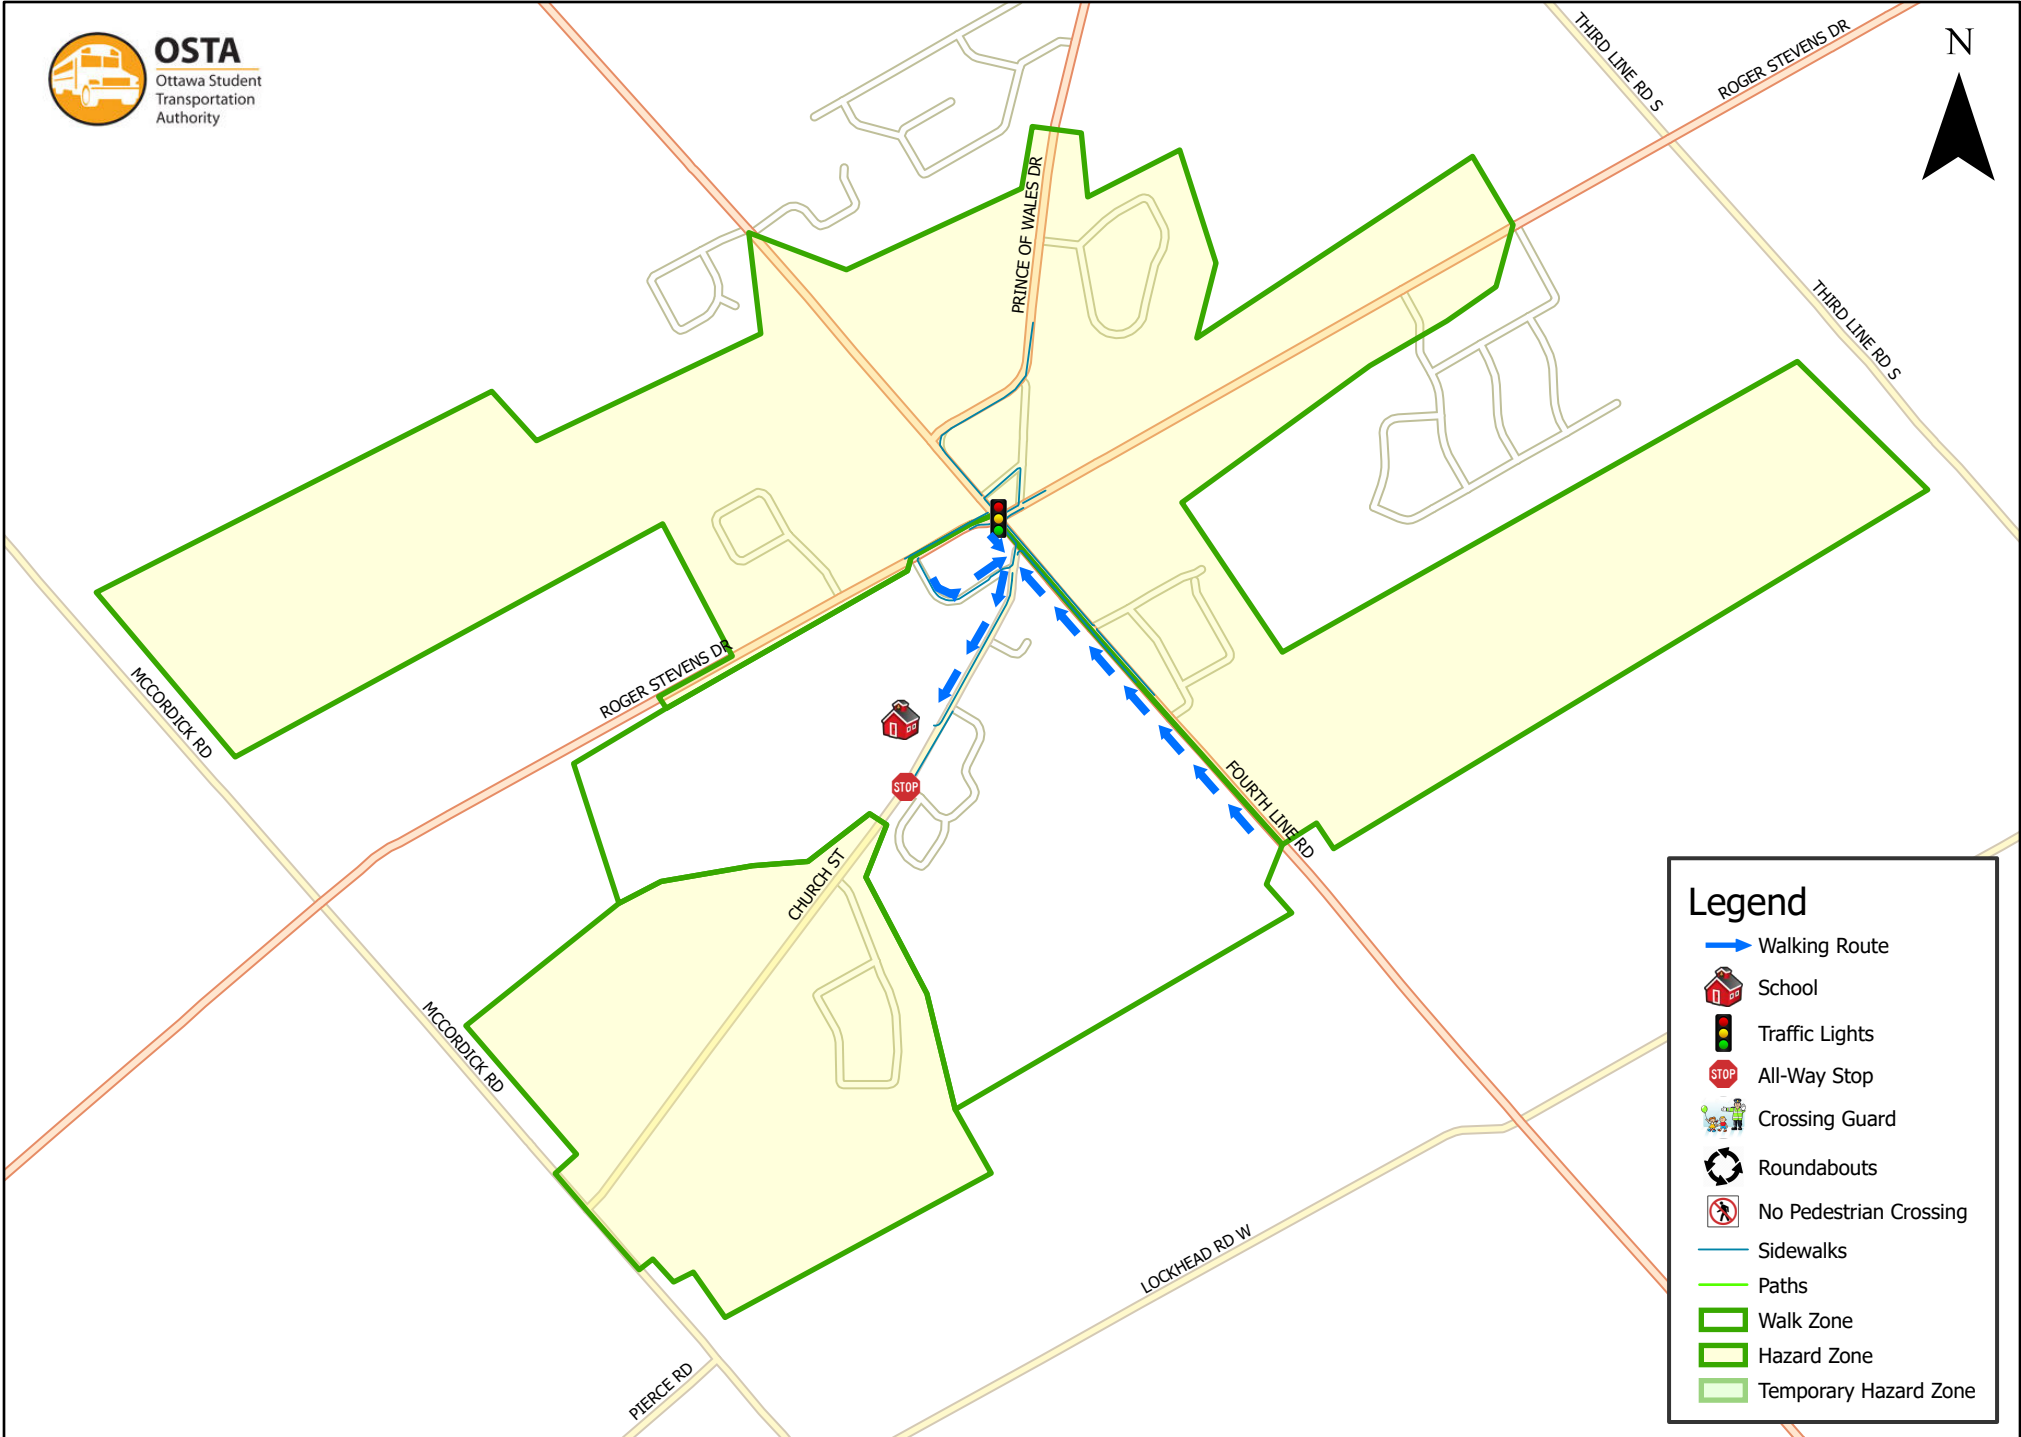 OSTA
Ottawa Student
Transportation
Authority
N
THIRD LINE RD S
ROGER STEVENS DR
PRINCE OF WALES DR
THIRD LINE RD S
MCCORDICK RD
ROGER STEVENS DR
STOP
FOURTH LINE RD
CHURCH ST
MCCORDICK RD
LOCKHEAD RD W
PIERCE RD
Legend
Walking Route
School
Traffic Lights
STOP All-Way Stop
Crossing Guard
Roundabouts
No Pedestrian Crossing
Sidewalks
Paths
Walk Zone
Hazard Zone
Temporary Hazard Zone